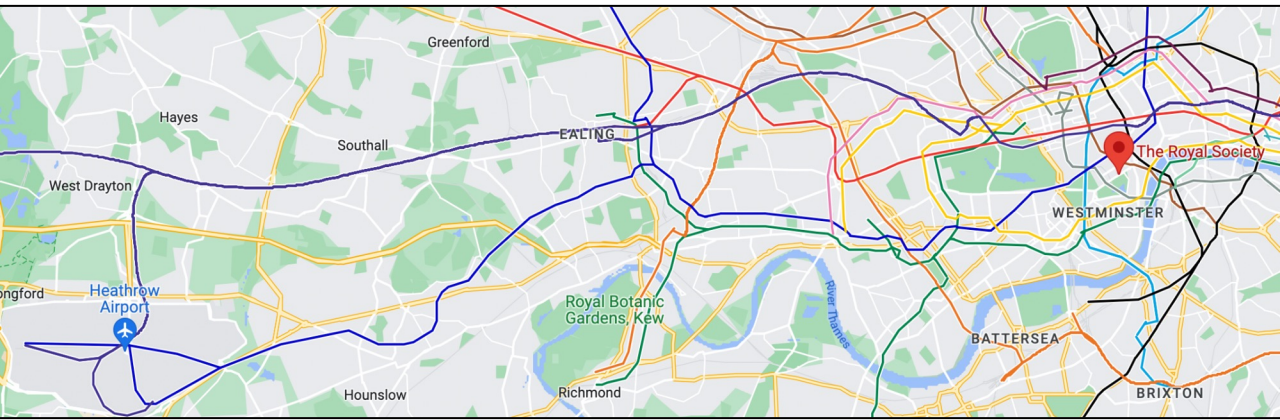 Greenford
Hayes
EALING
Southall
The Royal Society
West Drayton
WESTMINSTER
ongford
Heathrow
Airport
Royal Botanic
Gardens, Kew
River Thames
BATTERSEA
Hounslow
Richmond
BRIXTON